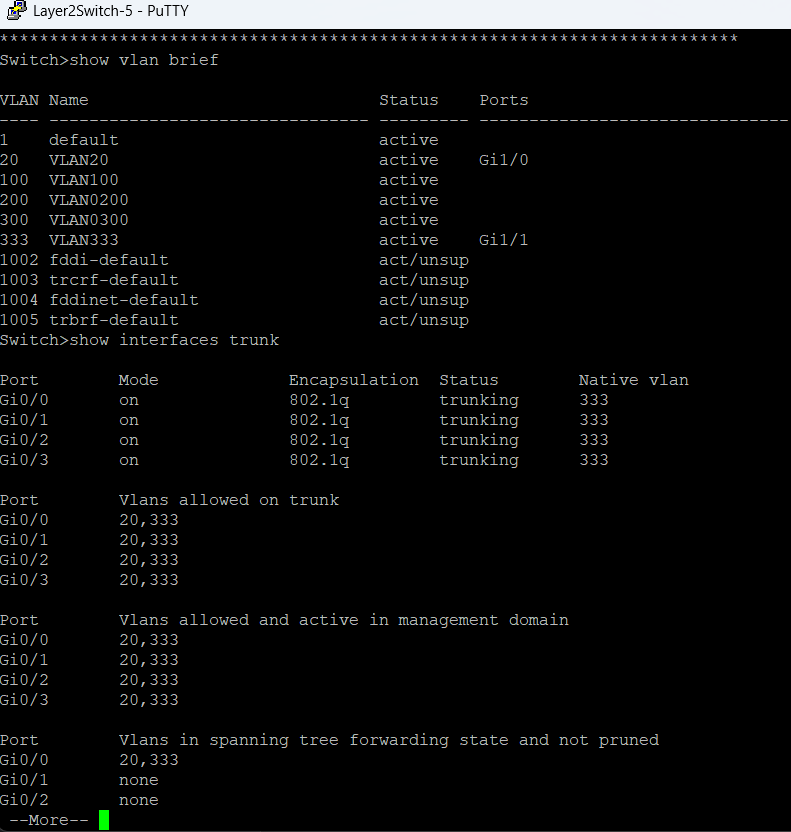 Layer2Switch-5 - PuTTY
**************************************************************************
Switch>show vlan brief
VLAN Name                             Status    Ports
---- -------------------------------- --------- -------------------------------
1    default                          active
20   VLAN20                           active    Gi1/0
100  VLAN100                          active
200  VLAN0200                         active
300  VLAN0300                         active
333  VLAN333                          active    Gi1/1
1002 fddi-default                     act/unsup
1003 trcrf-default                    act/unsup
1004 fddinet-default                  act/unsup
1005 trbrf-default                    act/unsup
Switch>show interfaces trunk
Port        Mode             Encapsulation  Status        Native vlan
Gi0/0       on               802.1q         trunking      333
Gi0/1       on               802.1q         trunking      333
Gi0/2       on               802.1q         trunking      333
Gi0/3       on               802.1q         trunking      333
Port        Vlans allowed on trunk
Gi0/0       20,333
Gi0/1       20,333
Gi0/2       20,333
Gi0/3       20,333
Port        Vlans allowed and active in management domain
Gi0/0       20,333
Gi0/1       20,333
Gi0/2       20,333
Gi0/3       20,333
Port        Vlans in spanning tree forwarding state and not pruned
Gi0/0       20,333
Gi0/1       none
Gi0/2       none
--More--